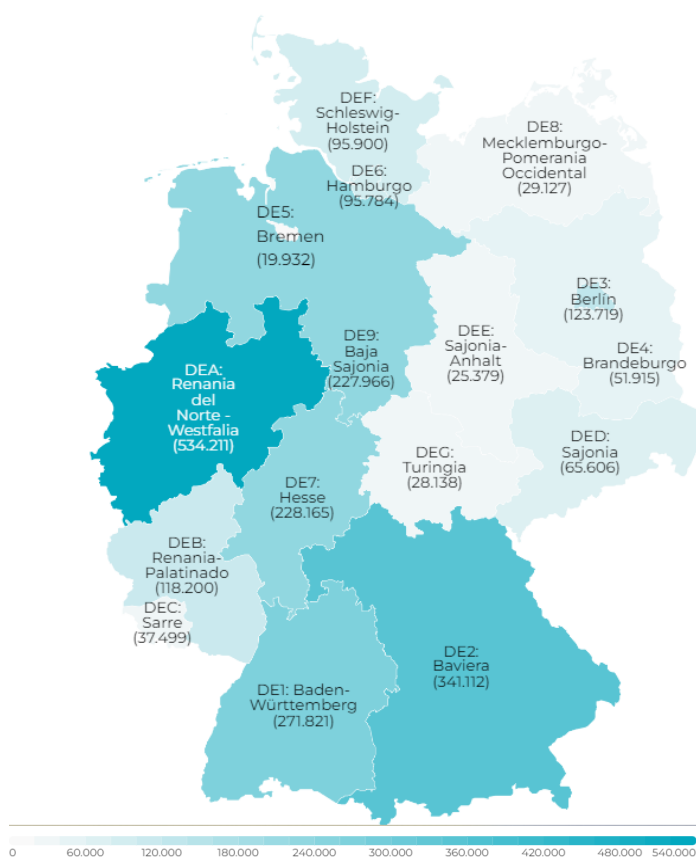 DEF:
Schleswig-
Holstein
(95.900)
DE8:
Mecklemburgo-
Pomerania
Occidental
(29.127)
DE6:
Hamburgo
(95.784)
DE5:
Bremen
(19.932)
DE3:
Berlín
(123.719)
DE9:
Baja
Sajonia
(227.966)
DEE:
Sajonia-
Anhalt
(25.379)
DE4:
Brandeburgo
(51.915)
DEA:
Renania
del
Norte -
Westfalia
(534.211)
DED:
Sajonia
(65.606)
DEG:
Turingia
(28.138)
DE7:
Hesse
(228.165)
DEB:
Renania-
Palatinado
(118.200)
DEC:
Sarre
(37.499)
DE2:
Baviera
(341.112)
DE1: Baden-
Württemberg
(271.821)
0 60.000 120.000 180.000 240.000 300.000 360.000 420.000 480.000 540.000